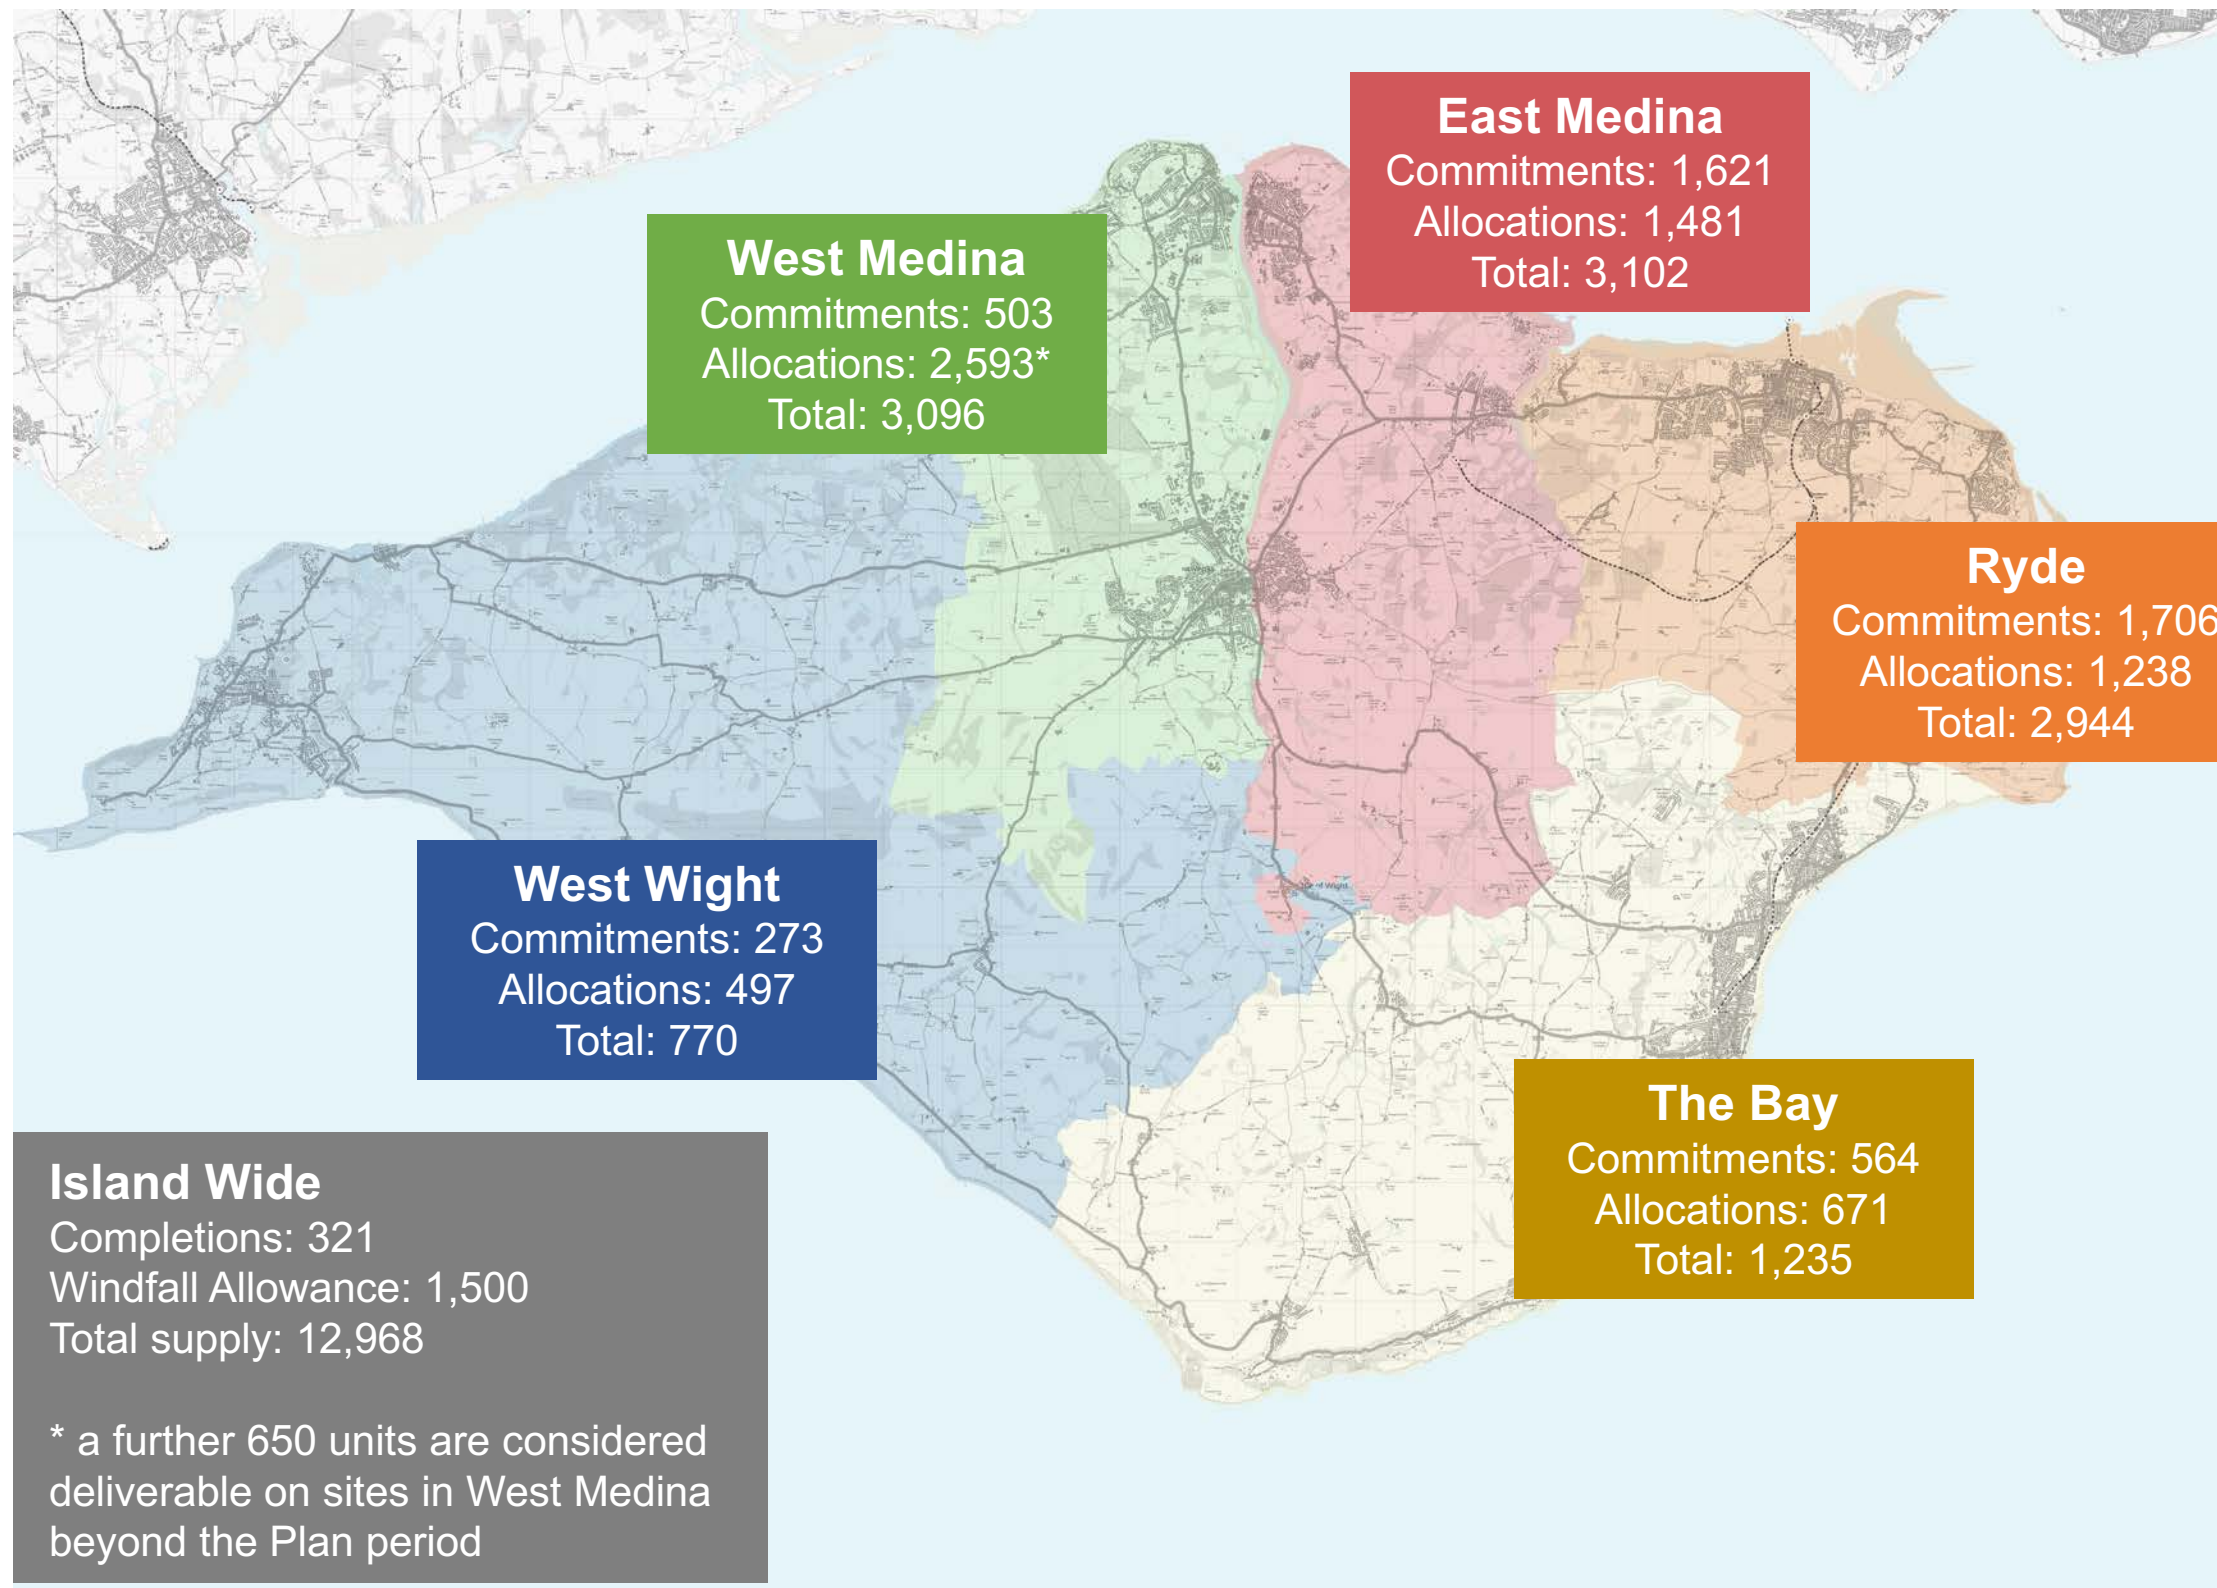 East Medina
Commitments: 1,621
Allocations: 1,481
Total: 3,102
West Medina
Commitments: 503
Allocations: 2,593*
Total: 3,096
Ryde
Commitments: 1,706
Allocations: 1,238
Total: 2,944
West Wight
Commitments: 273
Allocations: 497
Total: 770
The Bay
Commitments: 564
Allocations: 671
Total: 1,235
Island Wide
Completions: 321
Windfall Allowance: 1,500
Total supply: 12,968
* a further 650 units are considered
deliverable on sites in West Medina
beyond the Plan period